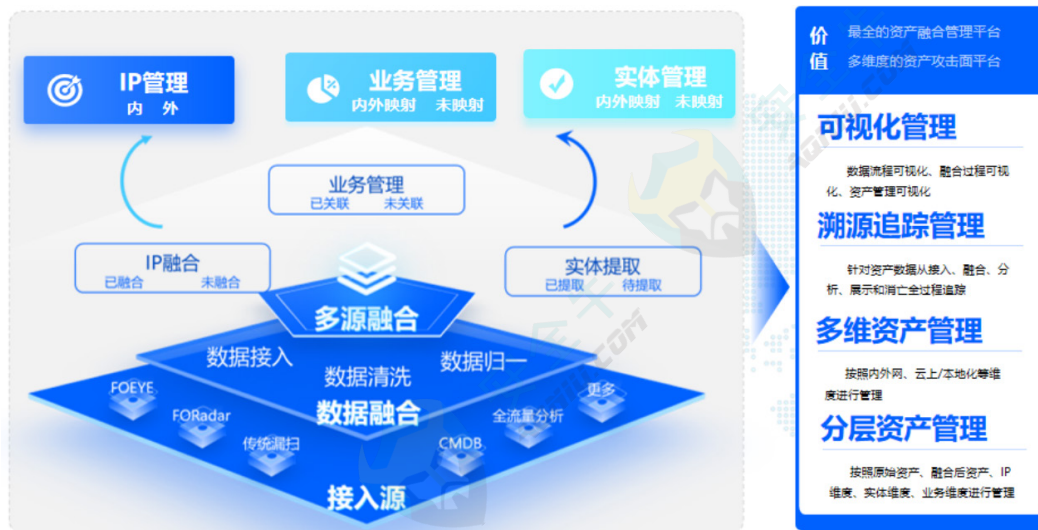 IP管理
内 外
业务管理
内外映射 未映射
实体管理
内外映射 未映射
业务管理
已关联 未关联
IP融合
已融合 未融合
实体提取
已提取 待提取
多源融合
数据接入
数据清洗
数据归一
数据融合
FOEYE
FORadar
传统漏扫
CMDB
全流量分析
更多
接入源
价值
最全的资产融合管理平台
多维度的资产攻击面平台
可视化管理
数据流程可视化、融合过程可视
化、资产管理可视化
溯源追踪管理
针对资产数据从接入、融合、分
析、展示和消亡全过程追踪
多维资产管理
按照内外网、云上/本地化等维
度进行管理
分层资产管理
按照原始资产、融合后资产、IP
维度、实体维度、业务维度进行管理
安全牛
aqniu.com
安全牛
aqniu.com